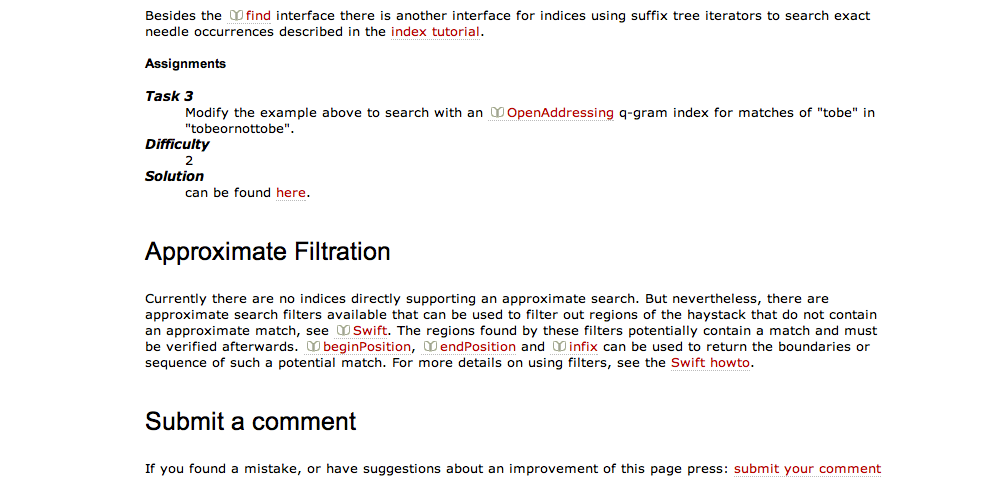 Besides the find interface there is another interface for indices using suffix tree iterators to search exact
needle occurrences described in the index tutorial.
Assignments
Task 3
Modify the example above to search with an OpenAddressing q-gram index for matches of "tobe" in
"tobeornottobe".
Difficulty
2
Solution
can be found here.
Approximate Filtration
Currently there are no indices directly supporting an approximate search. But nevertheless, there are
approximate search filters available that can be used to filter out regions of the haystack that do not contain
an approximate match, see Swift. The regions found by these filters potentially contain a match and must
be verified afterwards. beginPosition, endPosition and infix can be used to return the boundaries or
sequence of such a potential match. For more details on using filters, see the Swift howto.
Submit a comment
If you found a mistake, or have suggestions about an improvement of this page press: submit your comment